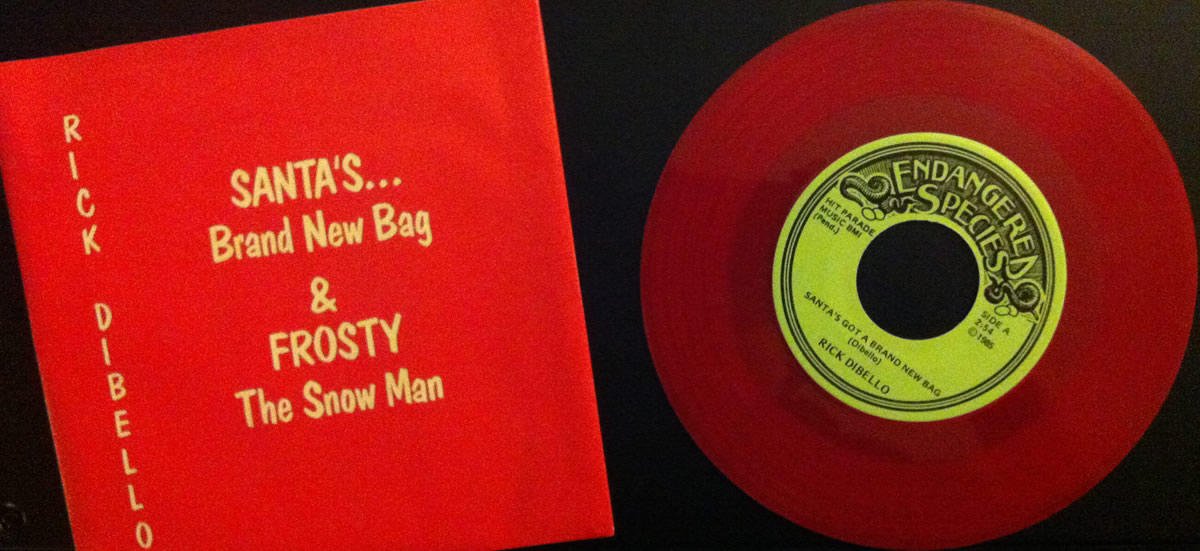 RICK DIBELLO
SANTA'S...
Brand New Bag
&
FROSTY
The Snow Man
ENDANGERED
SPECIES
HIT PARADE
MUSIC BMI
(Pend.)
SIDE A
2:54
©1985
SANTA'S GOT A BRAND NEW BAG
(Dibello)
RICK DIBELLO